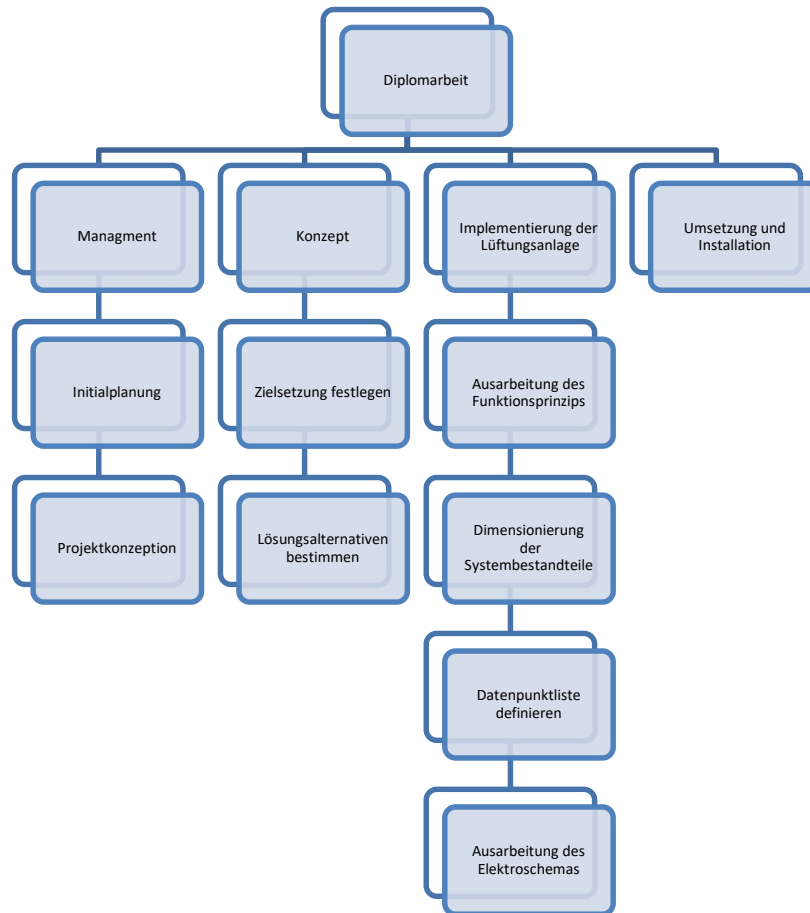 Diplomarbeit
Managment
Konzept
Implementierung der
Lüftungsanlage
Umsetzung und
Installation
Initialplanung
Zielsetzung festlegen
Ausarbeitung des
Funktionsprinzips
Projektkonzeption
Lösungsalternativen
bestimmen
Dimensionierung
der
Systembestandteile
Datenpunktliste
definieren
Ausarbeitung des
Elektroschemas